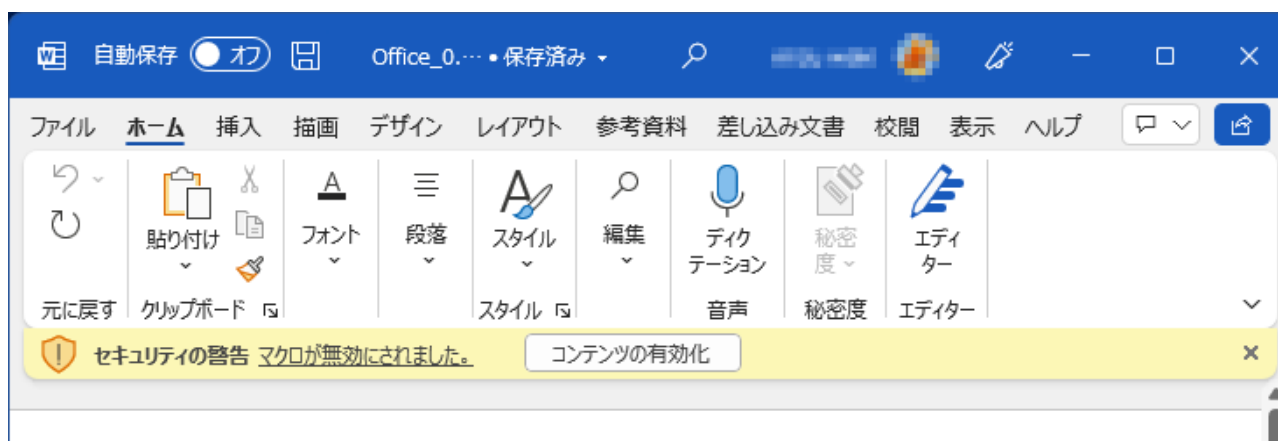 自動保存 オフ Office_0.… • 保存済み
ファイル ホーム 挿入 描画 デザイン レイアウト 参考資料 差し込み文書 校閲 表示 ヘルプ
貼り付け フォント 段落 スタイル 編集 ディク 秘密 エディ
テーション 度 ター
元に戻す クリップボード スタイル 音声 秘密度 エディター
セキュリティの警告 マクロが無効にされました。 コンテンツの有効化